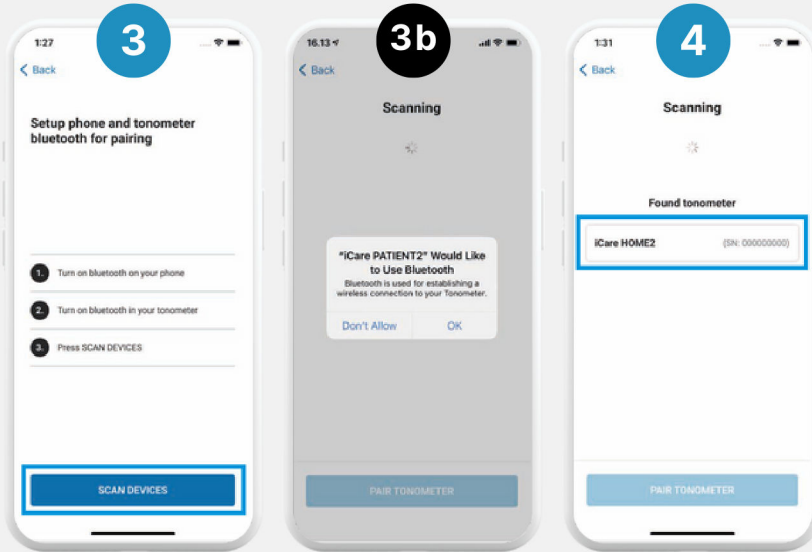 3
1:27
Back
Setup phone and tonometer
bluetooth for pairing
1. Turn on bluetooth on your phone
2. Turn on bluetooth in your tonometer
3. Press SCAN DEVICES
SCAN DEVICES
3b
16.13
Back
Scanning
"iCare PATIENT2" Would Like
to Use Bluetooth
Bluetooth is used for establishing a
wireless connection to your Tonometer.
Don't Allow OK
PAIR TONOMETER
4
1:31
Back
Scanning
Found tonometer
iCare HOME2 (SN: 000000000)
PAIR TONOMETER